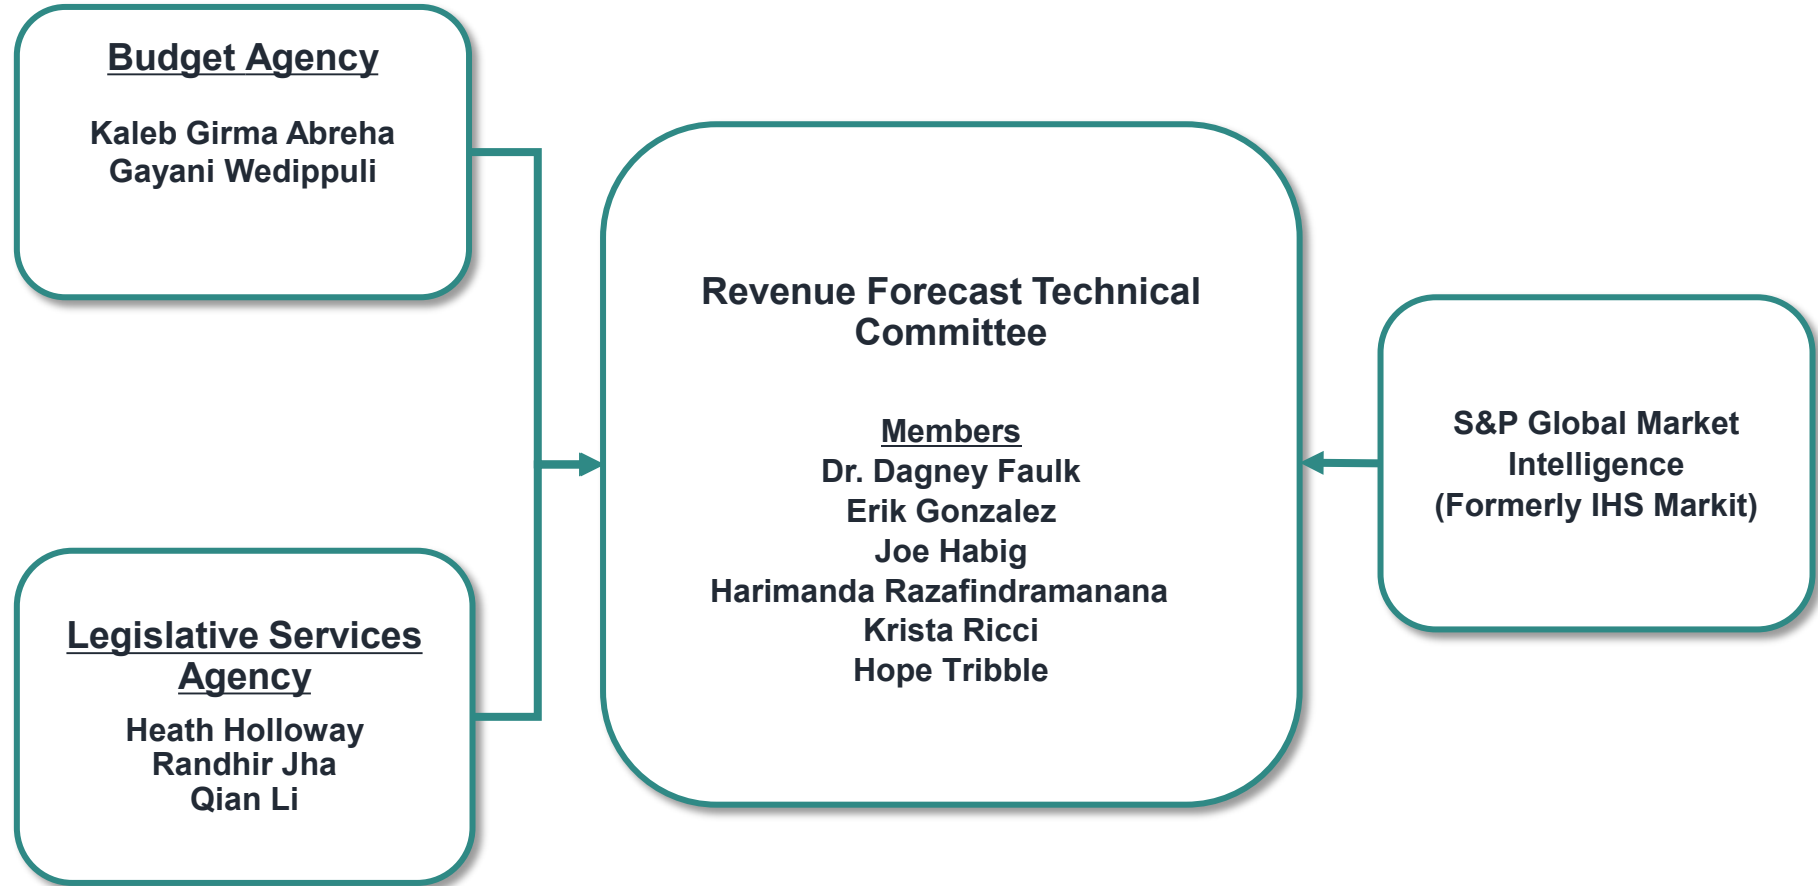 Budget Agency
Kaleb Girma Abreha
Gayani Wedippuli
Legislative Services
Agency
Heath Holloway
Randhir Jha
Qian Li
Revenue Forecast Technical
Committee
Members
Dr. Dagney Faulk
Erik Gonzalez
Joe Habig
Harimanda Razafindramanana
Krista Ricci
Hope Tribble
S&P Global Market
Intelligence
(Formerly IHS Markit)